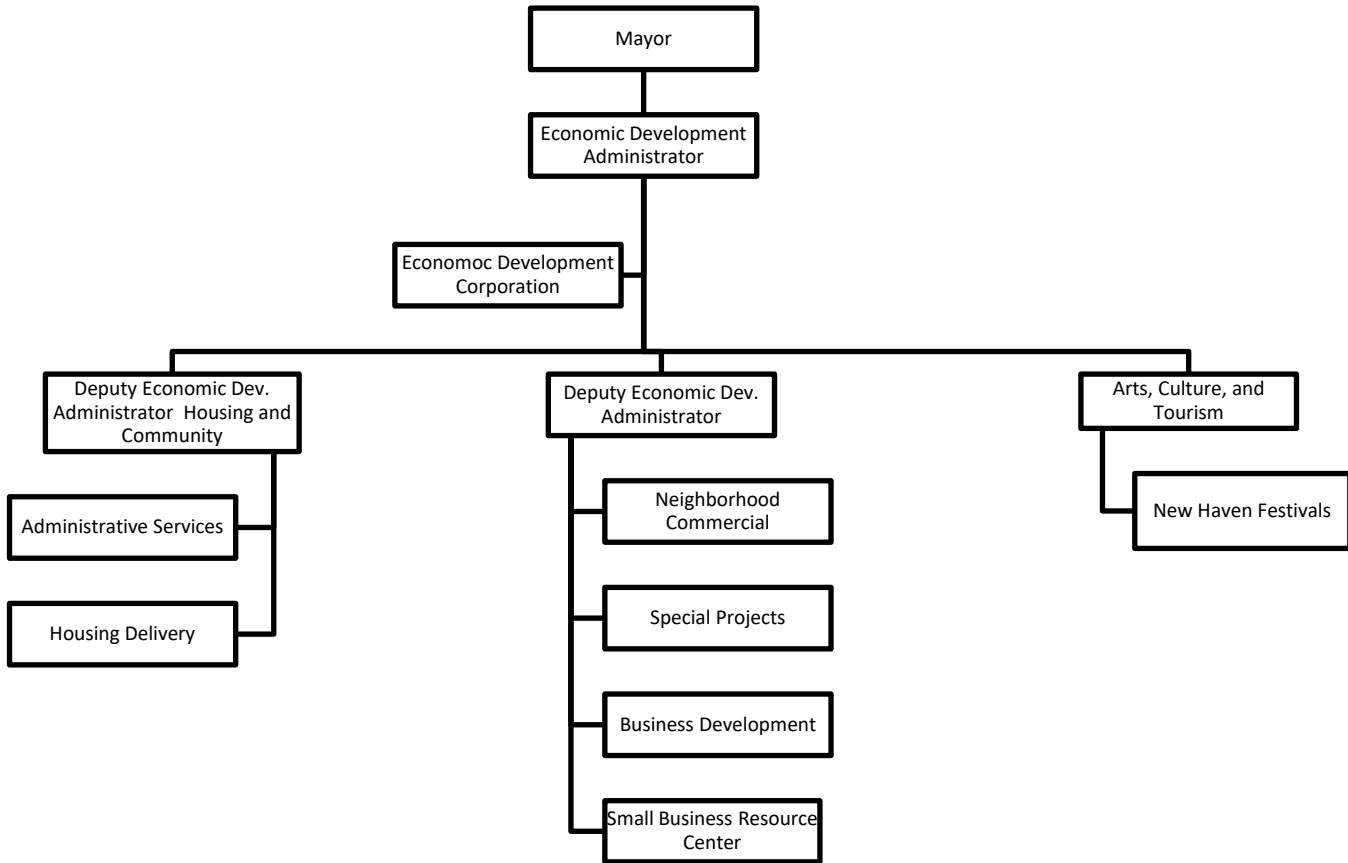 Mayor
Economic Development
Administrator
Economoc Development
Corporation
Deputy Economic Dev.
Administrator  Housing and
Community
Deputy Economic Dev.
Administrator
Arts, Culture, and
Tourism
Administrative Services
Housing Delivery
Neighborhood
Commercial
Special Projects
Business Development
Small Business Resource
Center
New Haven Festivals